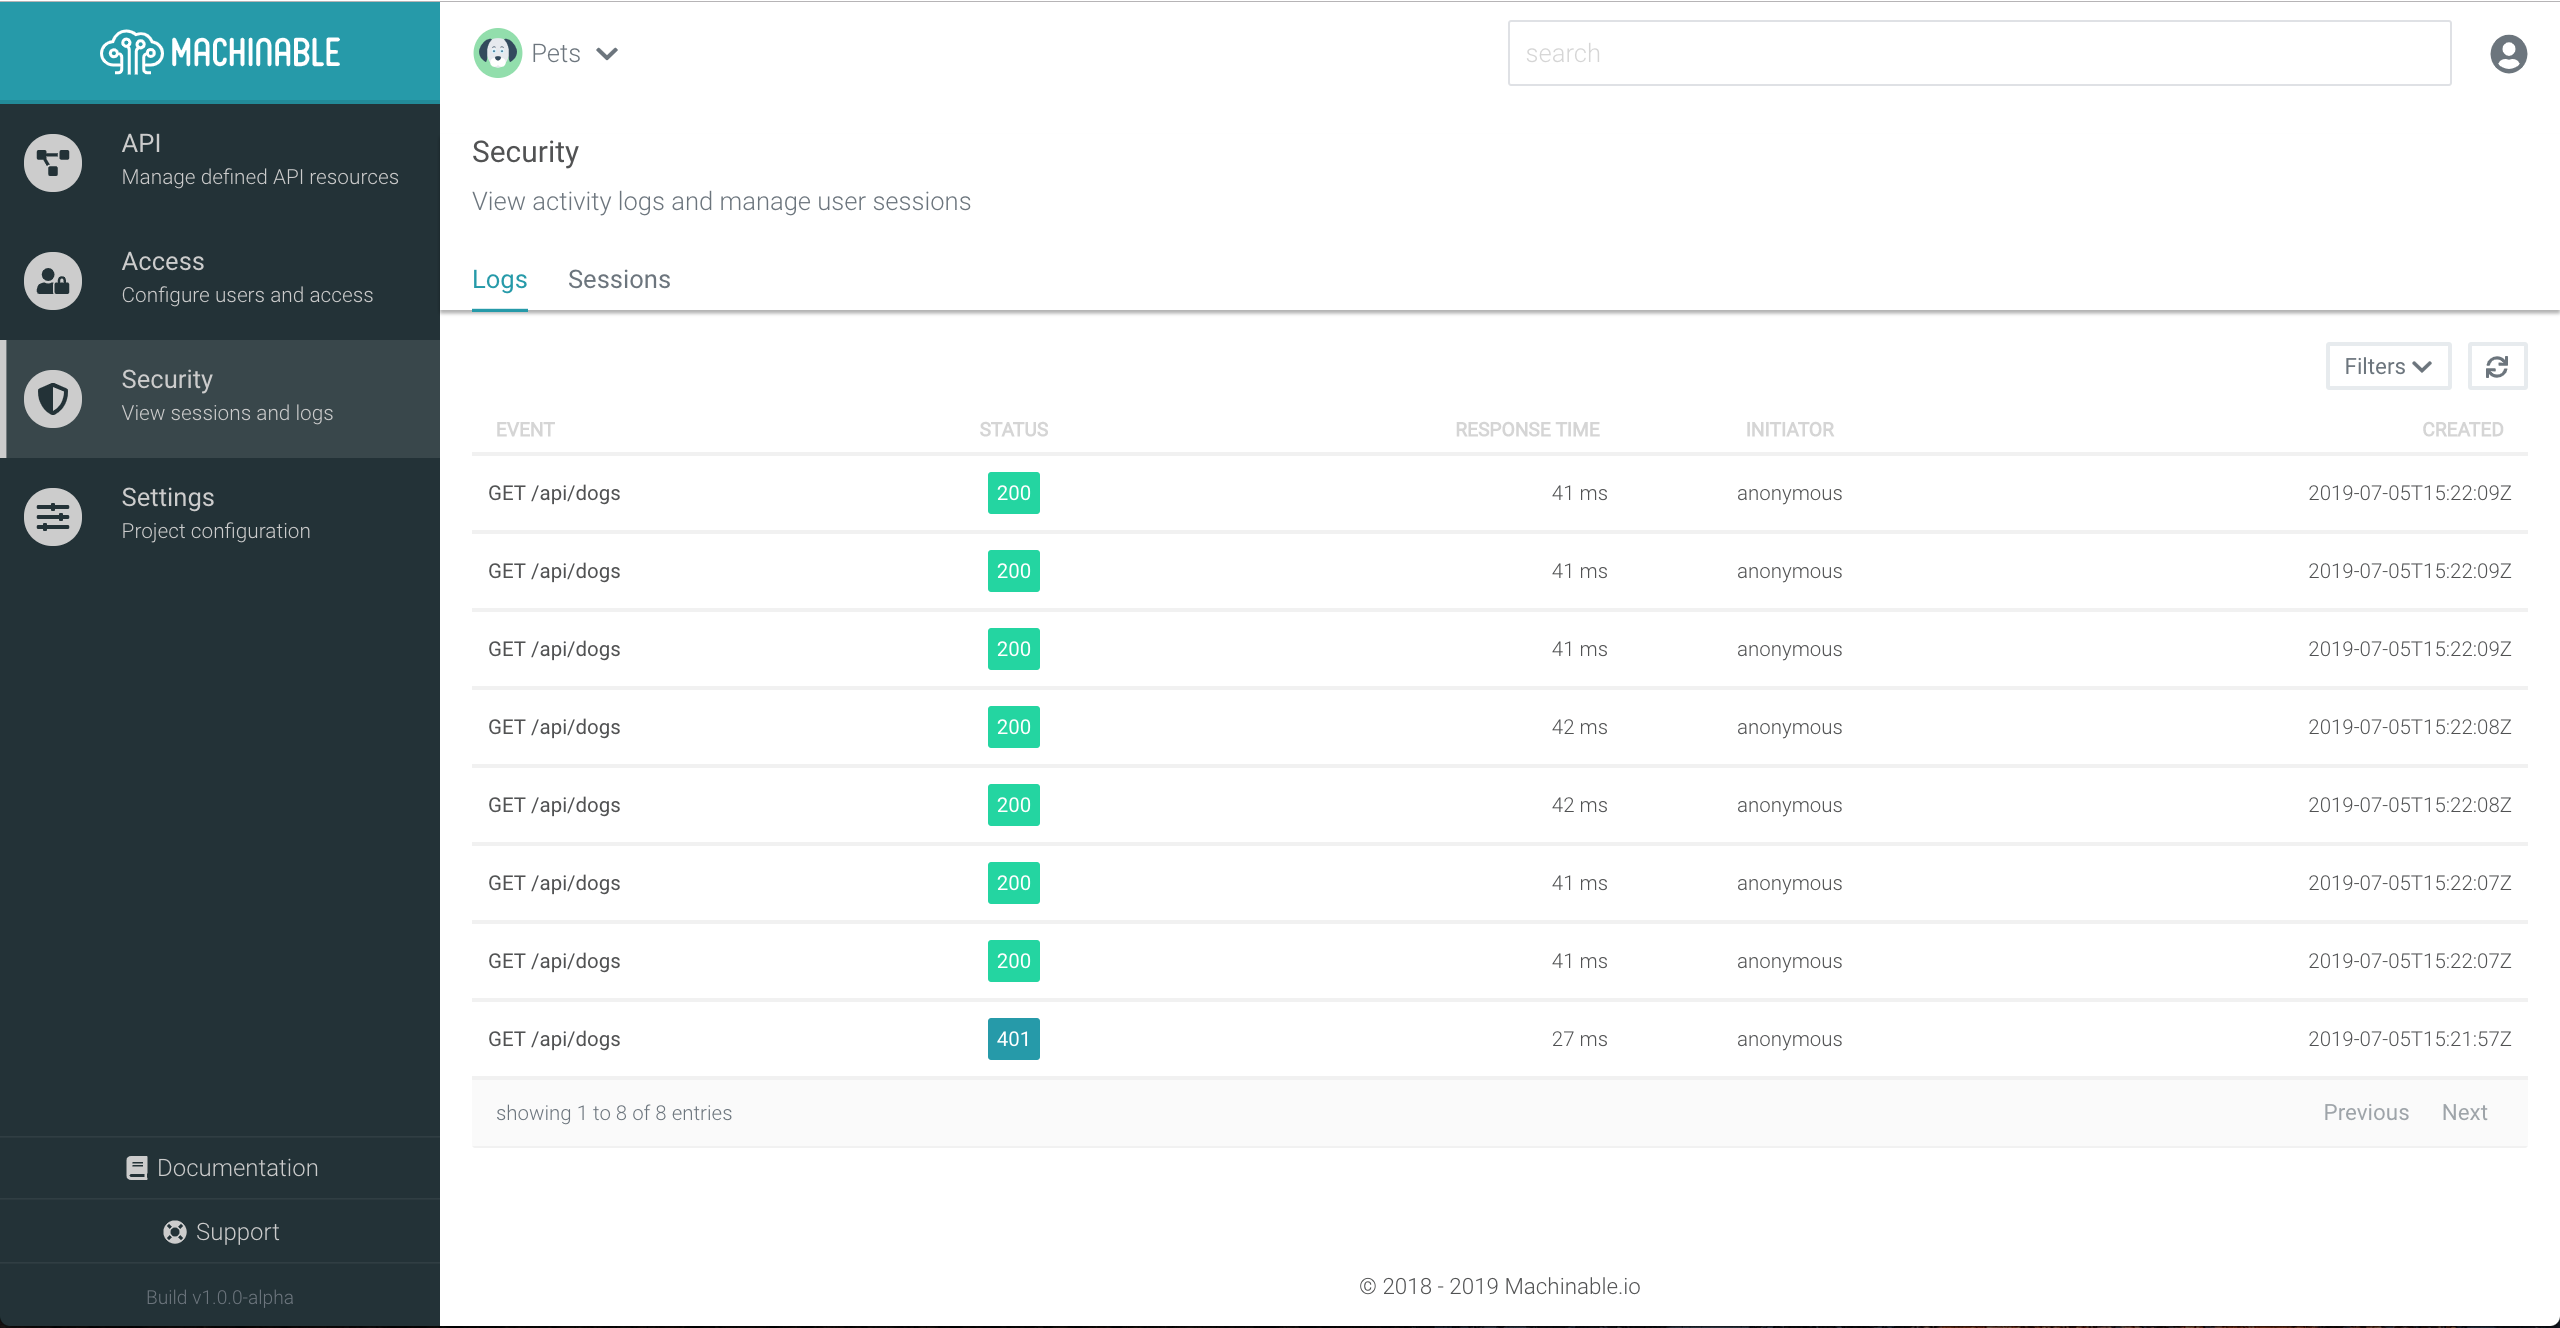 MACHINABLE
API
Manage defined API resources
Access
Configure users and access
Security
View sessions and logs
Settings
Project configuration
Documentation
Support
Build v1.0.0-alpha
Pets
search
Security
View activity logs and manage user sessions
Logs Sessions
Filters
EVENT STATUS RESPONSE TIME INITIATOR CREATED
GET /api/dogs 200 41 ms anonymous 2019-07-05T15:22:09Z
GET /api/dogs 200 41 ms anonymous 2019-07-05T15:22:09Z
GET /api/dogs 200 41 ms anonymous 2019-07-05T15:22:09Z
GET /api/dogs 200 42 ms anonymous 2019-07-05T15:22:08Z
GET /api/dogs 200 42 ms anonymous 2019-07-05T15:22:08Z
GET /api/dogs 200 41 ms anonymous 2019-07-05T15:22:07Z
GET /api/dogs 200 41 ms anonymous 2019-07-05T15:22:07Z
GET /api/dogs 401 27 ms anonymous 2019-07-05T15:21:57Z
showing 1 to 8 of 8 entries Previous Next
© 2018 - 2019 Machinable.io